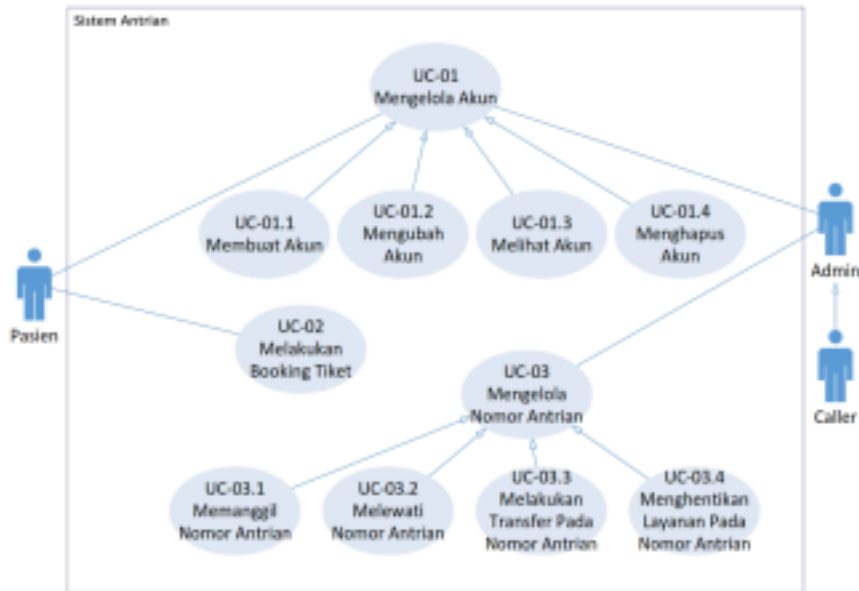 Sistem Antrian
UC-01
Mengelola Akun
UC-01.1
Membuat Akun
UC-01.2
Mengubah
Akun
UC-01.3
Melihat Akun
UC-01.4
Menghapus
Akun
Admin
Pasien
UC-02
Melakukan
Booking Tiket
UC-03
Mengelola
Nomor Antrian
Caller
UC-03.1
Memanggil
Nomor Antrian
UC-03.2
Melewati
Nomor Antrian
UC-03.3
Melakukan
Transfer Pada
Nomor Antrian
UC-03.4
Menghentikan
Layanan Pada
Nomor Antrian